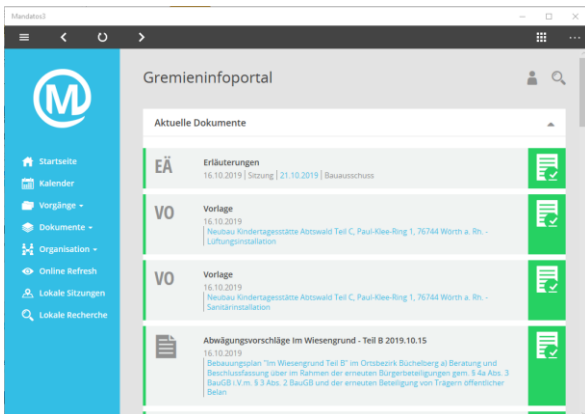 Mandatos3
Gremieninfoportal
M
Aktuelle Dokumente
Startseite
Kalender
Vorgänge
Dokumente
Organisation
Online Refresh
Lokale Sitzungen
Lokale Recherche
EÄ
Erläuterungen
16.10.2019 | Sitzung | 21.10.2019 | Bauausschuss
VO
Vorlage
16.10.2019
Neubau Kindertagesstätte Abtswald Teil C, Paul-Klee-Ring 1, 76744 Wörth a. Rh. -
Lüftungsinstallation
VO
Vorlage
16.10.2019
Neubau Kindertagesstätte Abtswald Teil C, Paul-Klee-Ring 1, 76744 Wörth a. Rh. -
Sanitärinstallation
Abwägungsvorschläge Im Wiesengrund - Teil B 2019.10.15
16.10.2019
Bebauungsplan "Im Wiesengrund Teil B" im Ortsbezirk Büchelberg a) Beratung und
Beschlussfassung über im Rahmen der erneuten Bürgerbeteiligungen gem. § 4a Abs. 3
BauGB i.V.m. § 3 Abs. 2 BauGB und der erneuten Beteiligung von Trägern öffentlicher
Belan